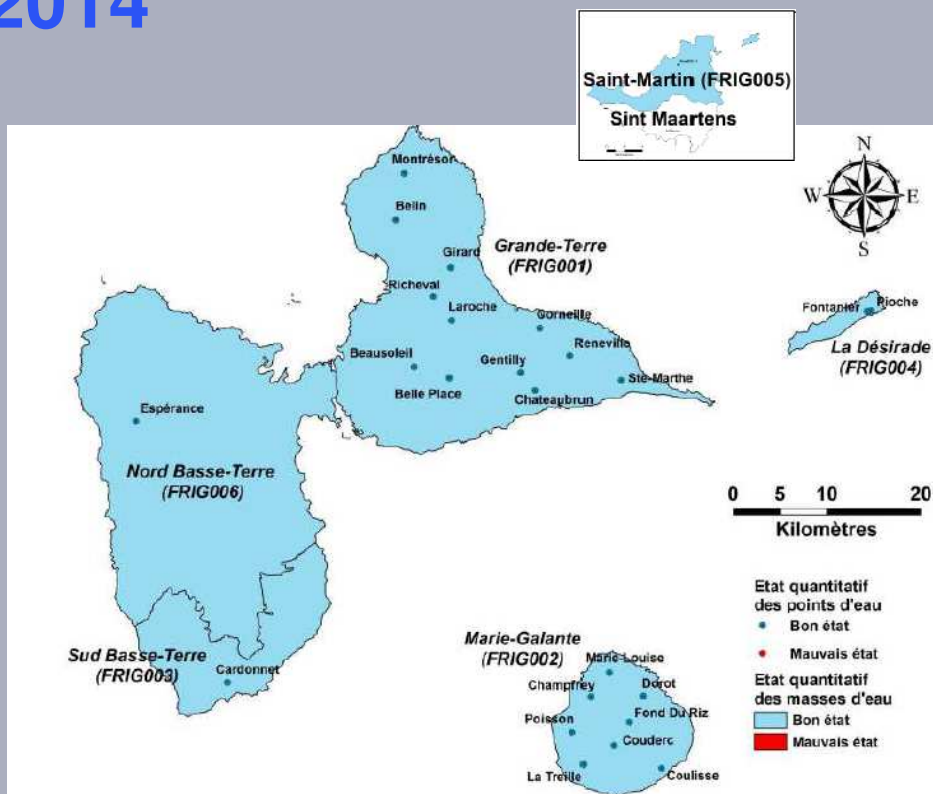 2014
Saint-Martin (FRIG005)
Sint Maartens
N
W
E
S
Montrésor
Belin
Girard
Grande-Terre
(FRIG001)
Richeval
Laroche
Corneille
Fontanier
Pioche
Beausoleil
Gentilly
Reneville
La Désirade
(FRIG004)
Ste-Marthe
Belle Place
Chateaubrun
Espérance
Nord Basse-Terre
(FRIG006)
0 5 10 20
Kilomètres
Etat quantitatif
des points d'eau
Bon état
Mauvais état
Etat quantitatif
des masses d'eau
Bon état
Mauvais état
Marie-Galante
(FRIG002)
Sud Basse-Terre
(FRIG003)
Cardonnet
Marie-Louise
Champfrey
Dorot
Poisson
Fond Du Riz
Couderc
La Treille
Coulisse